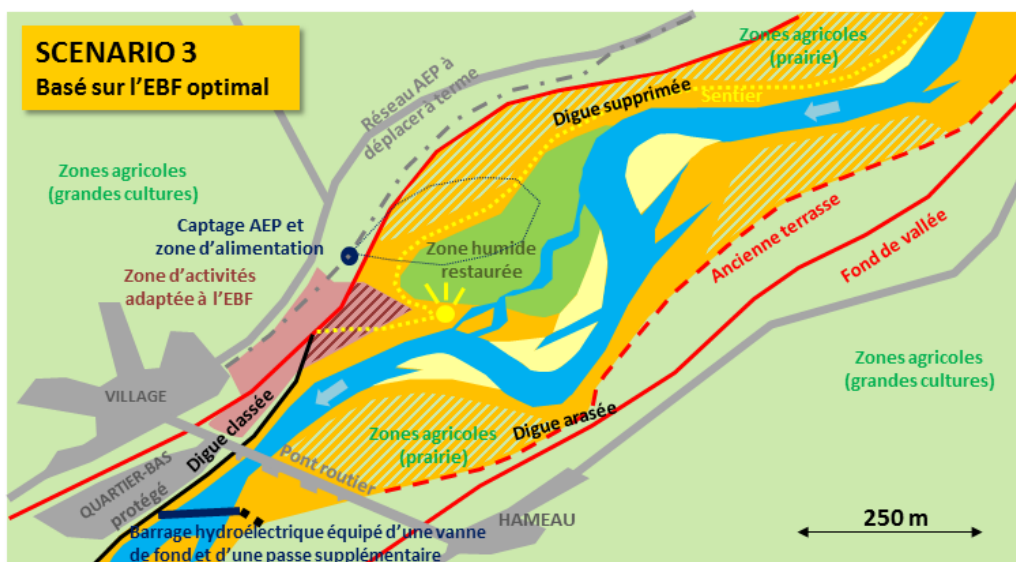 SCENARIO 3
Basé sur l'EBF optimal
Réseau AEP à
déplacer à terme
Zones agricoles
(prairie)
Digue supprimée
Sentier
Zones agricoles
(grandes cultures)
Captage AEP et
zone d'alimentation
Zone humide
restaurée
Zone d'activités
adaptée à l'EBF
Ancienne terrasse
Fond de vallée
Zones agricoles
(grandes cultures)
VILLAGE
Digue classée
Zones agricoles
(prairie)
Digue arasée
Pont routier
QUARTIER-BAS
protégé
HAMEAU
250 m
Barrage hydroélectrique équipé d'une vanne
de fond et d'une passe supplémentaire